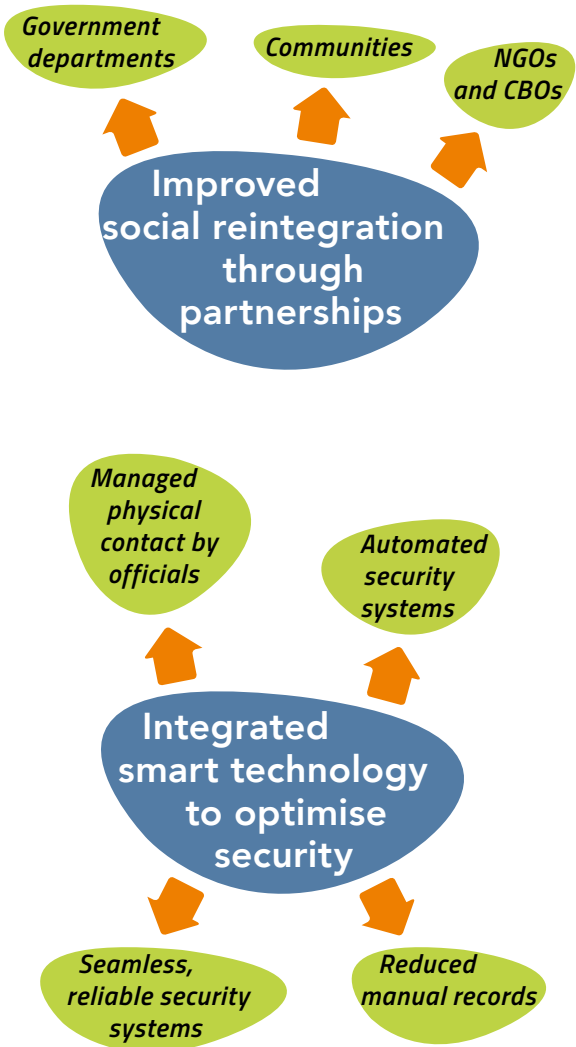 Government
departments
Communities
NGOs
and CBOs
Improved
social reintegration
through
partnerships
Managed
physical
contact by
officials
Automated
security
systems
Integrated
smart technology
to optimise
security
Seamless,
reliable security
systems
Reduced
manual records